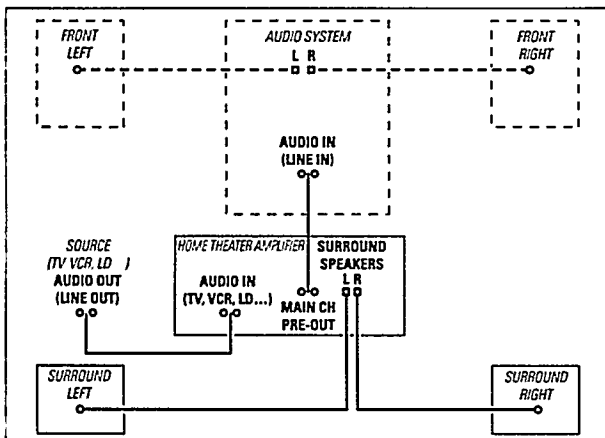 FRONT
LEFT
AUDIO SYSTEM
L R
FRONT
RIGHT
AUDIO IN
(LINE IN)
SOURCE
(TV VCR, LD )
AUDIO OUT
(LINE OUT)
HOME THEATER AMPLIFIER
AUDIO IN
(TV, VCR, LD...)
MAIN CH
PRE-OUT
SURROUND
SPEAKERS
L R
SURROUND
LEFT
SURROUND
RIGHT